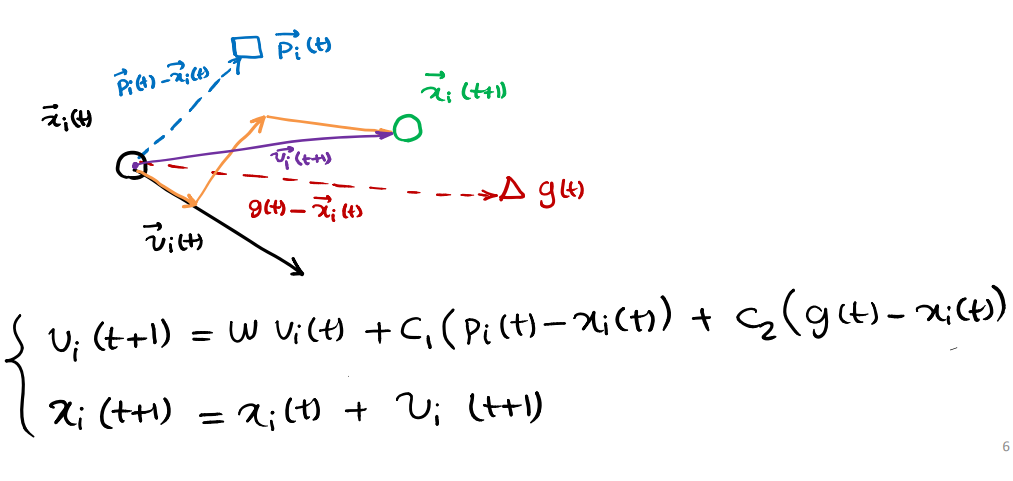 p⃗ᵢ(t)
p⃗ᵢ(t) – x⃗ᵢ(t)
x⃗ᵢ(t+1)
x⃗ᵢ(t)
v⃗ᵢ(t+1)
g(t)
g(t) – x⃗ᵢ(t)
v⃗ᵢ(t)
vᵢ(t+1) = w vᵢ(t) + C₁(pᵢ(t) – xᵢ(t)) + C₂(g(t) – xᵢ(t))
xᵢ(t+1) = xᵢ(t) + vᵢ(t+1)
6